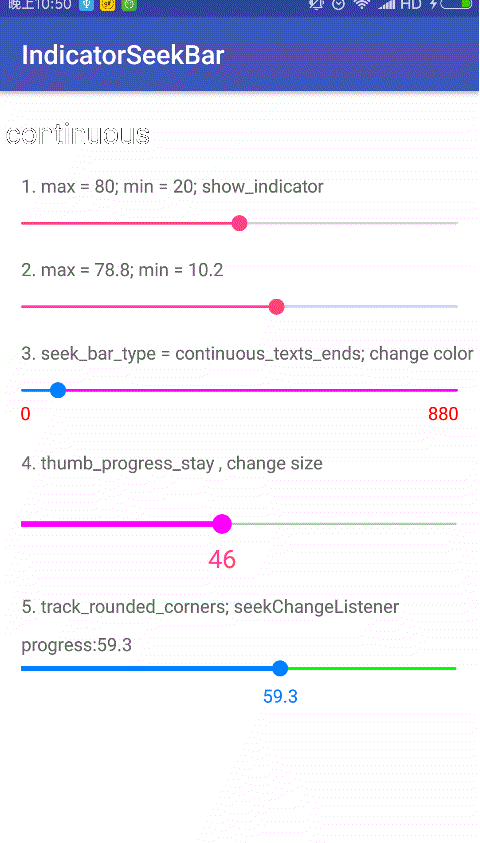 晚上10:50 HD
IndicatorSeekBar
continuous
1. max = 80; min = 20; show_indicator
2. max = 78.8; min = 10.2
3. seek_bar_type = continuous_texts_ends; change color
0 880
4. thumb_progress_stay , change size
46
5. track_rounded_corners; seekChangeListener
progress:59.3
59.3